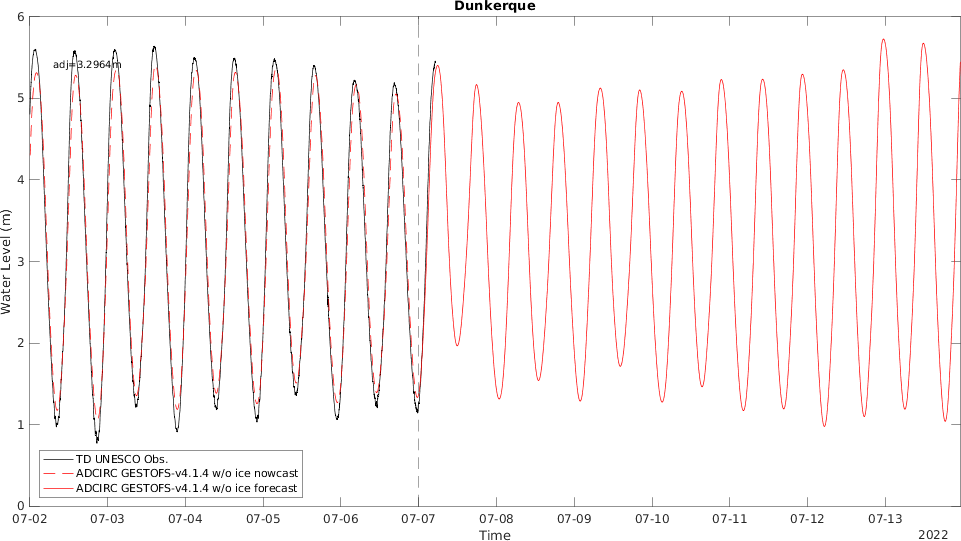 Dunkerque
6
adj=3.2964m
5
4
3
Water Level (m)
2
1
TD UNESCO Obs.
ADCIRC GESTOFS-v4.1.4 w/o ice nowcast
ADCIRC GESTOFS-v4.1.4 w/o ice forecast
0
07-02 07-03 07-04 07-05 07-06 07-07 07-08 07-09 07-10 07-11 07-12 07-13
Time
2022